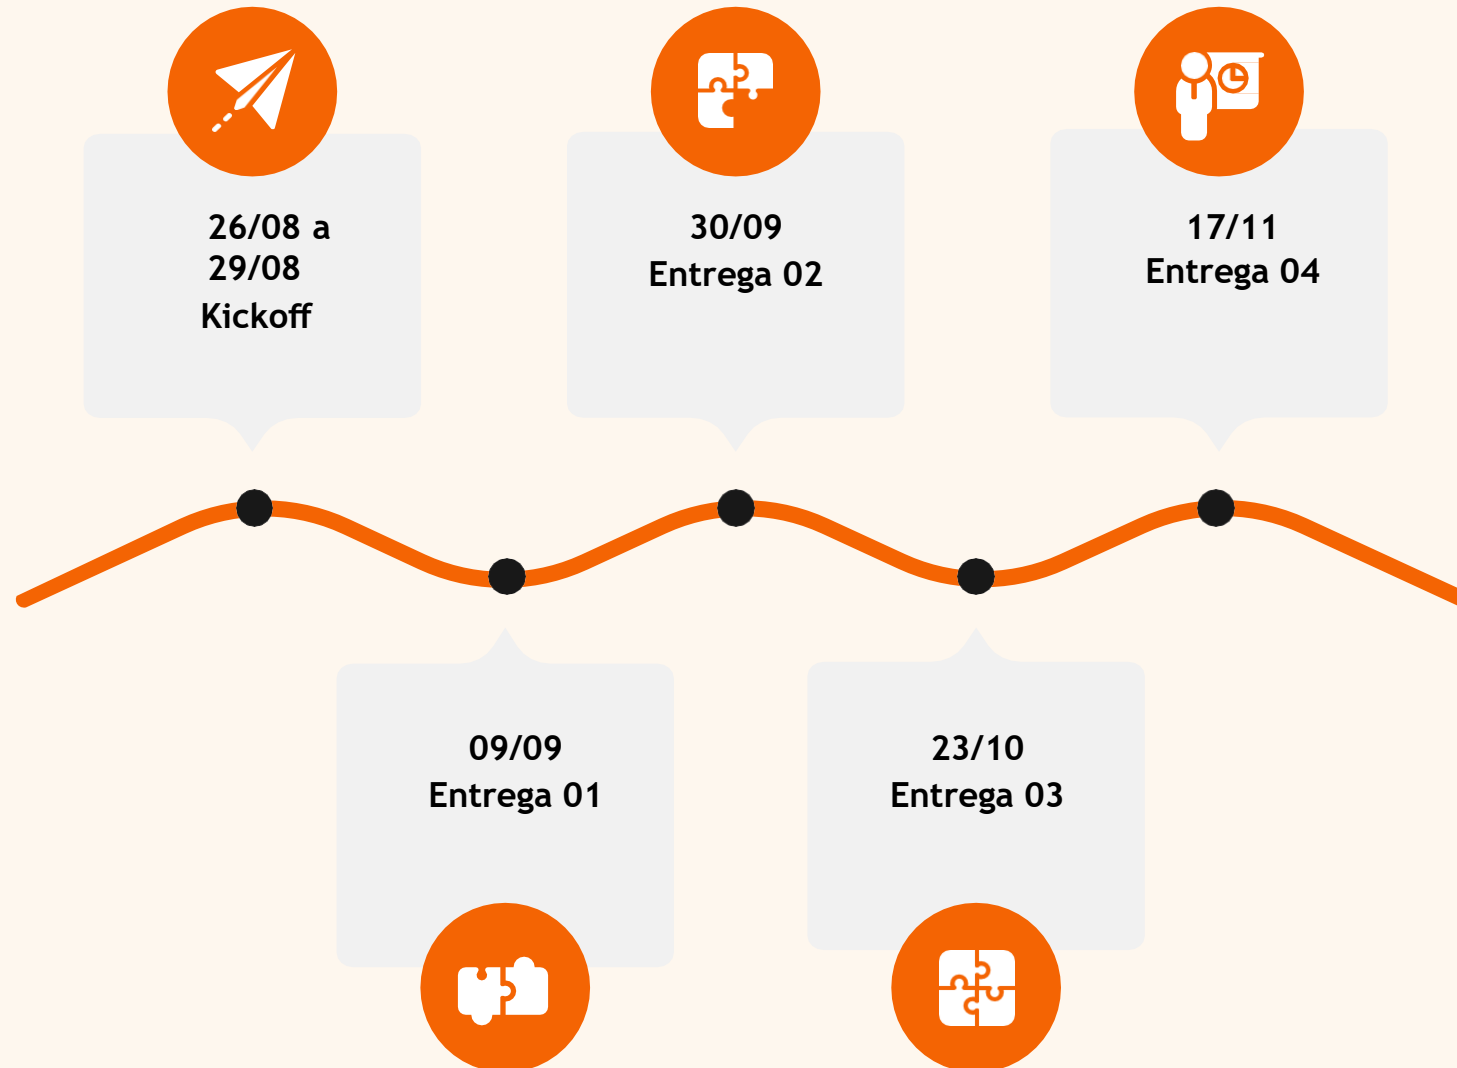 26/08 a
29/08
Kickoff
30/09
Entrega 02
17/11
Entrega 04
09/09
Entrega 01
23/10
Entrega 03